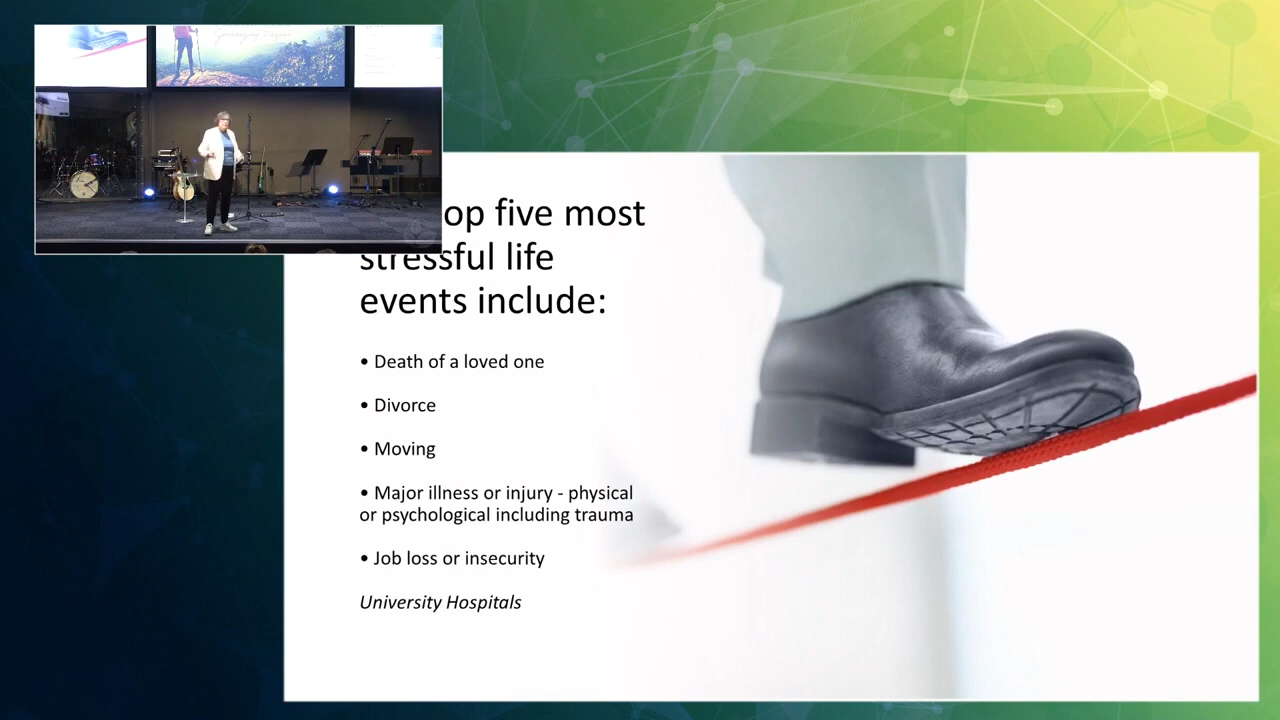 op five most
stressful life
events include:
• Death of a loved one
• Divorce
• Moving
• Major illness or injury - physical
or psychological including trauma
• Job loss or insecurity
University Hospitals